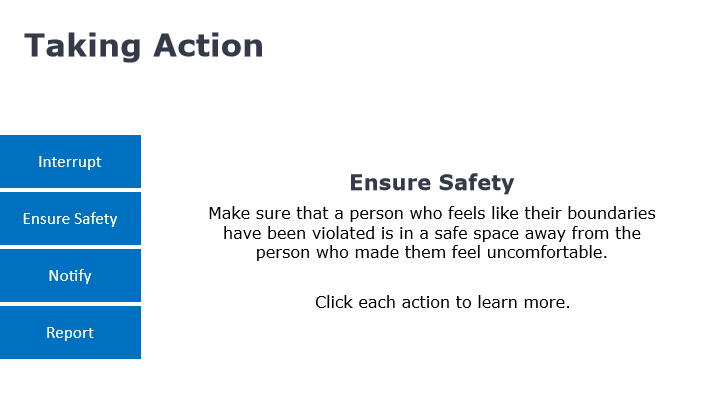 Taking Action
Interrupt
Ensure Safety
Notify
Report
Ensure Safety
Make sure that a person who feels like their boundaries
have been violated is in a safe space away from the
person who made them feel uncomfortable.
Click each action to learn more.